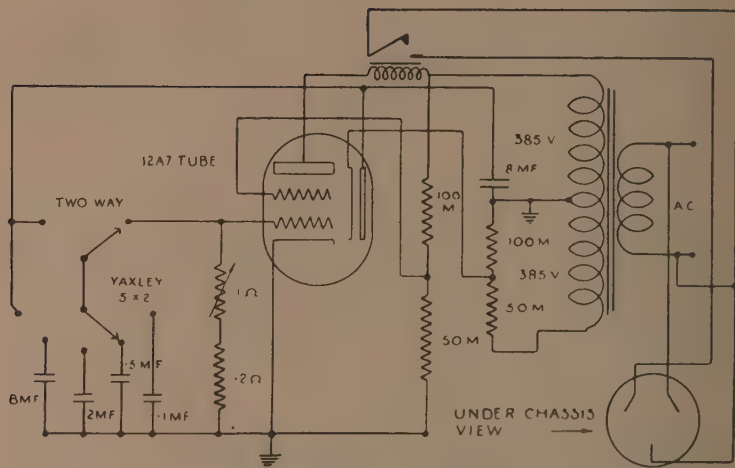 385 V
12A7 TUBE
8 MF
100
M
TWO WAY
A C
100 M
YAXLEY
5 x 2
385 V
1 Ω
50 M
50 M
.5 MF
.2 Ω
8MF
2MF
.1MF
UNDER CHASSIS
VIEW